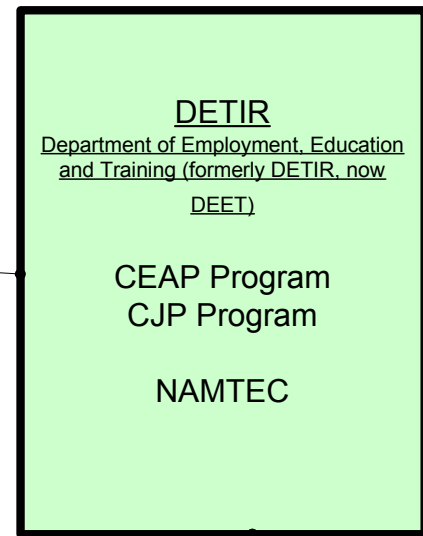 DETIR
Department of Employment, Education
and Training (formerly DETIR, now
DEET)
CEAP Program
CJP Program
NAMTEC